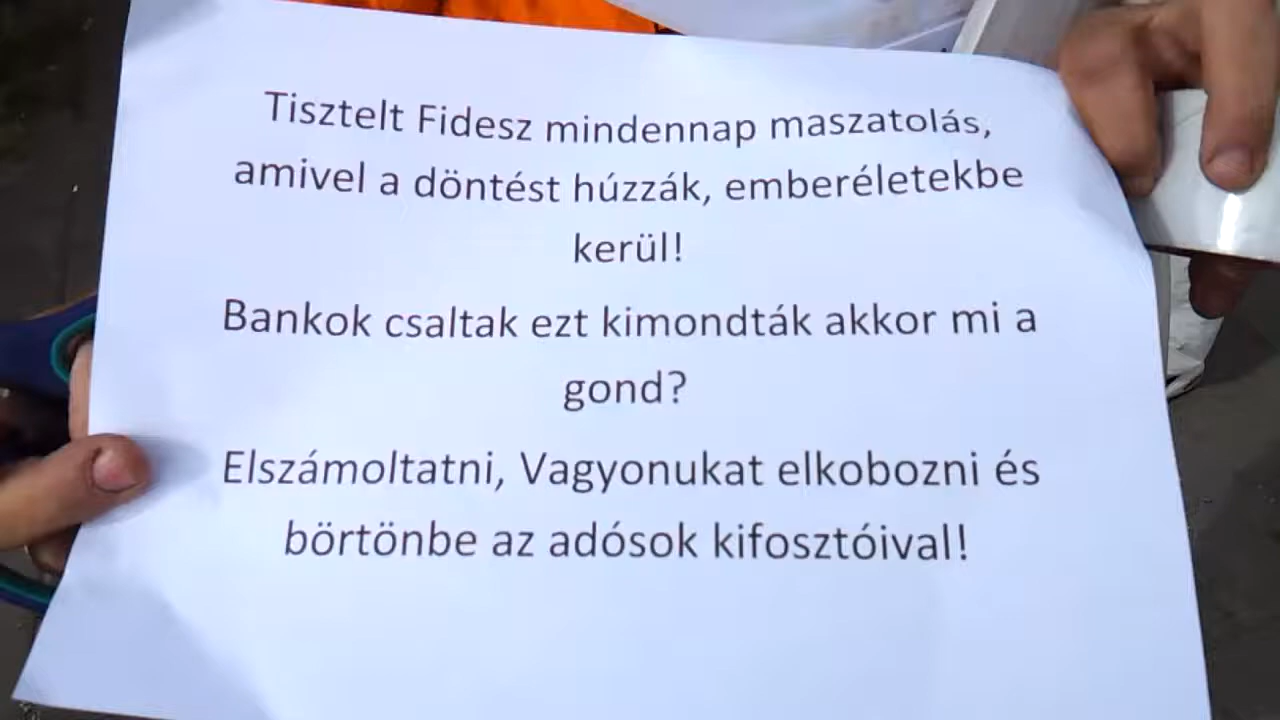 Tisztelt Fidesz mindennap maszatolás,
amivel a döntést húzzák, emberéletekbe
kerül!
Bankok csaltak ezt kimondták akkor mi a
gond?
Elszámoltatni, Vagyonukat elkobozni és
börtönbe az adósok kifosztóival!